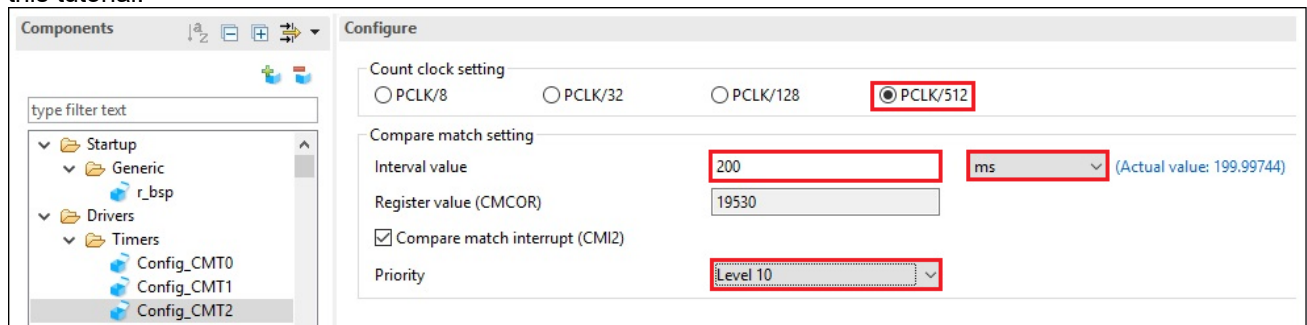 this tutorial.
Components
type filter text
Startup
Generic
r_bsp
Drivers
Timers
Config_CMT0
Config_CMT1
Config_CMT2
Configure
Count clock setting
PCLK/8 PCLK/32 PCLK/128 PCLK/512
Compare match setting
Interval value 200 ms (Actual value: 199.99744)
Register value (CMCOR) 19530
Compare match interrupt (CMI2)
Priority Level 10